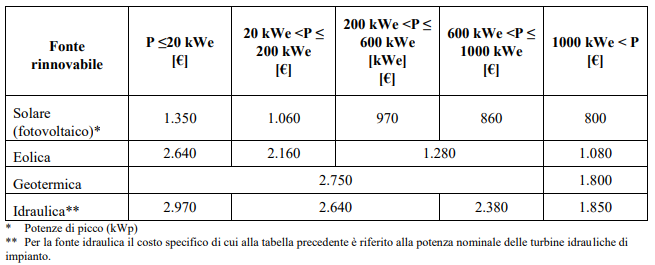 Fonte rinnovabile
P ≤20 kWe [€]
20 kWe <P ≤ 200 kWe [€]
200 kWe <P ≤ 600 kWe [kWe] [€]
600 kWe <P ≤ 1000 kWe [€]
1000 kWe < P [€]
Solare (fotovoltaico)* 1.350 1.060 970 860 800
Eolica 2.640 2.160 1.280 1.080
Geotermica 2.750 1.800
Idraulica** 2.970 2.640 2.380 1.850
* Potenze di picco (kWp)
** Per la fonte idraulica il costo specifico di cui alla tabella precedente è riferito alla potenza nominale delle turbine idrauliche di
impianto.